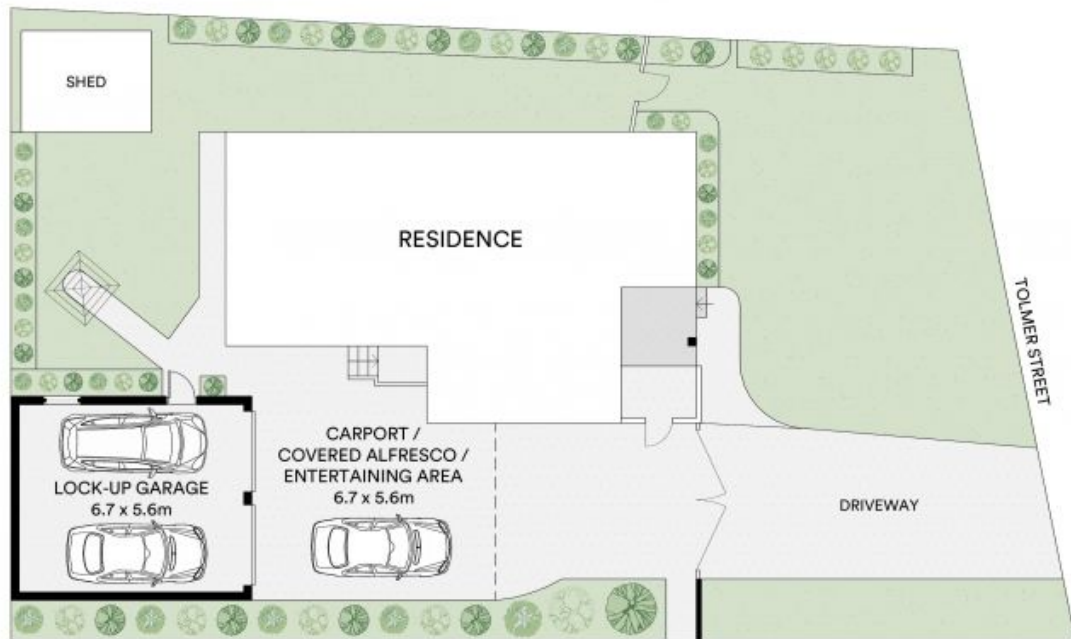 SHED
RESIDENCE
TOLMER STREET
CARPORT /
COVERED ALFRESCO /
ENTERTAINING AREA
6.7 x 5.6m
LOCK-UP GARAGE
6.7 x 5.6m
DRIVEWAY